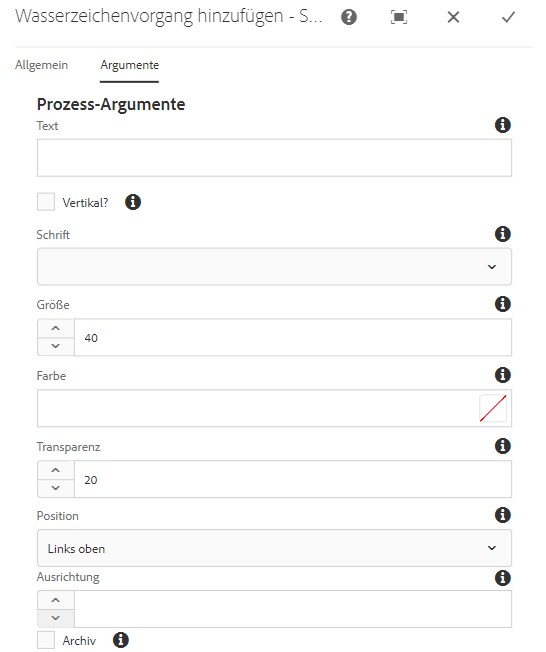 Wasserzeichenvorgang hinzufügen - S...
Allgemein Argumente
Prozess-Argumente
Text
Vertikal?
Schrift
Größe
40
Farbe
Transparenz
20
Position
Links oben
Ausrichtung
Archiv